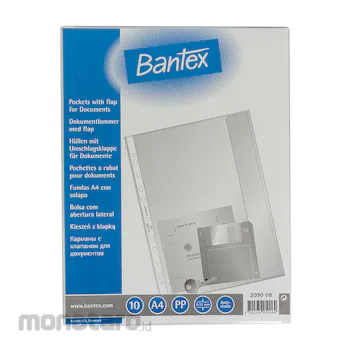 Bantex
Pockets with flap
for Documents
Dokumentlommer
med flap
Hüllen mit
Umschlagsklappe
für Dokumente
Pochettes a rabat
pour documents
Fundas A4 con
solapa
Bolsa com
abertura lateral
Kieszeń z klapką
Карманы с
клапаном для
документов
www.bantex.com
10
A4
PP
2090 08
monotaro.id